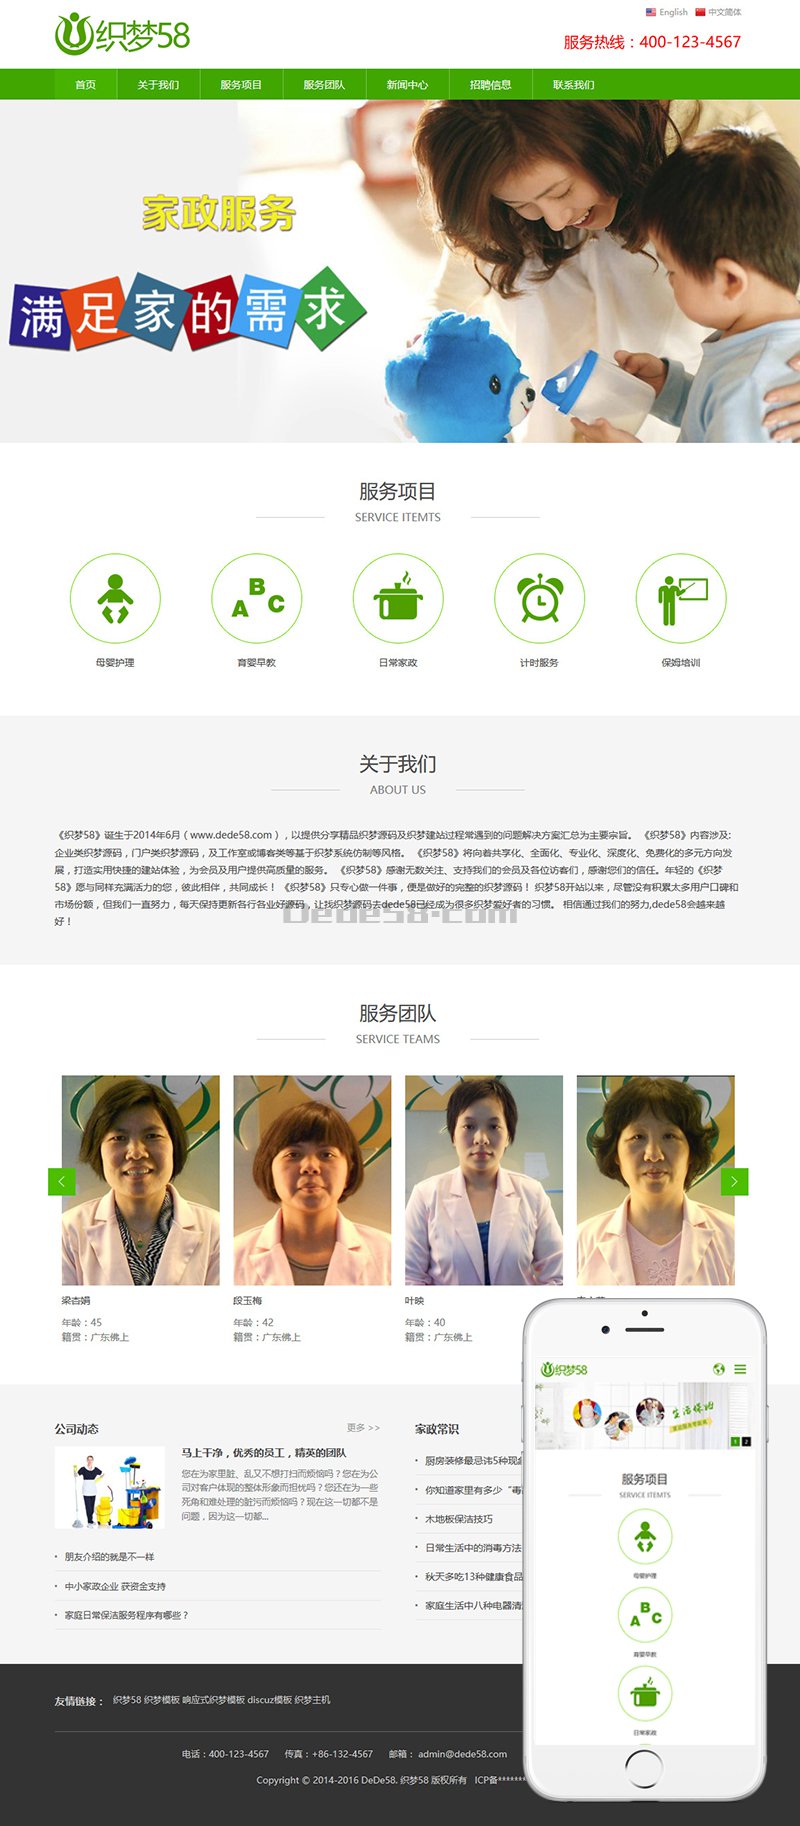 English 中文简体
织梦58
服务热线：400-123-4567
首页 关于我们 服务项目 服务团队 新闻中心 招聘信息 联系我们
家政服务
满足家的需求
服务项目
SERVICE ITEMTS
A B C
母婴护理 育婴早教 日常家政 计时服务 保姆培训
关于我们
ABOUT US
《织梦58》诞生于2014年6月（www.dede58.com），以提供分享精品织梦源码及织梦建站过程常遇到的问题解决方案汇总为主要宗旨。 《织梦58》内容涉及:
企业类织梦源码，门户类织梦源码，及工作室或博客类等基于织梦系统仿制等风格。 《织梦58》将向着共享化、全面化、专业化、深度化、免费化的多元方向发
展，打造实用快捷的建站体验，为会员及用户提供高质量的服务。 《织梦58》感谢无数关注、支持我们的会员及各位访客们，感谢您们的信任。年轻的《织梦
58》愿与同样充满活力的您，彼此相伴，共同成长！ 《织梦58》只专心做一件事，便是做好的完整的织梦源码！ 织梦58开站以来，尽管没有积累太多用户口碑和
市场份额，但我们一直努力，每天保持更新各行各业好源码，让找织梦源码去dede58已经成为很多织梦爱好者的习惯。 相信通过我们的努力,dede58会越来越
好！
Dede58.com
服务团队
SERVICE TEAMS
梁杏娟 段玉梅 叶映
年龄：45 年龄：42 年龄：40
籍贯：广东佛上 籍贯：广东佛上 籍贯：广东佛上
公司动态 更多 >>
马上干净，优秀的员工，精英的团队
您在为家里脏、乱又不想打扫而烦恼吗？您在为公
司对客户体现的整体形象而担忧吗？您还在为一些
死角和难处理的脏污而烦恼吗？现在这一切都不是
问题，因为这一切都...
朋友介绍的就是不一样
中小家政企业 获资金支持
家庭日常保洁服务程序有哪些？
家政常识
厨房装修最忌讳5种现
你知道家里有多少“毒
木地板保洁技巧
日常生活中的消毒方法
秋天多吃13种健康食品
家庭生活中八种电器清
织梦58
生活保姆
1 2
服务项目
SERVICE ITEMTS
母婴护理
A B C
育婴早教
日常家政
友情链接： 织梦58 织梦模板 响应式织梦模板 discuz模板 织梦主机
电话：400-123-4567 传真：+86-132-4567 邮箱： admin@dede58.com
Copyright © 2014-2016 DeDe58. 织梦58 版权所有 ICP备*******